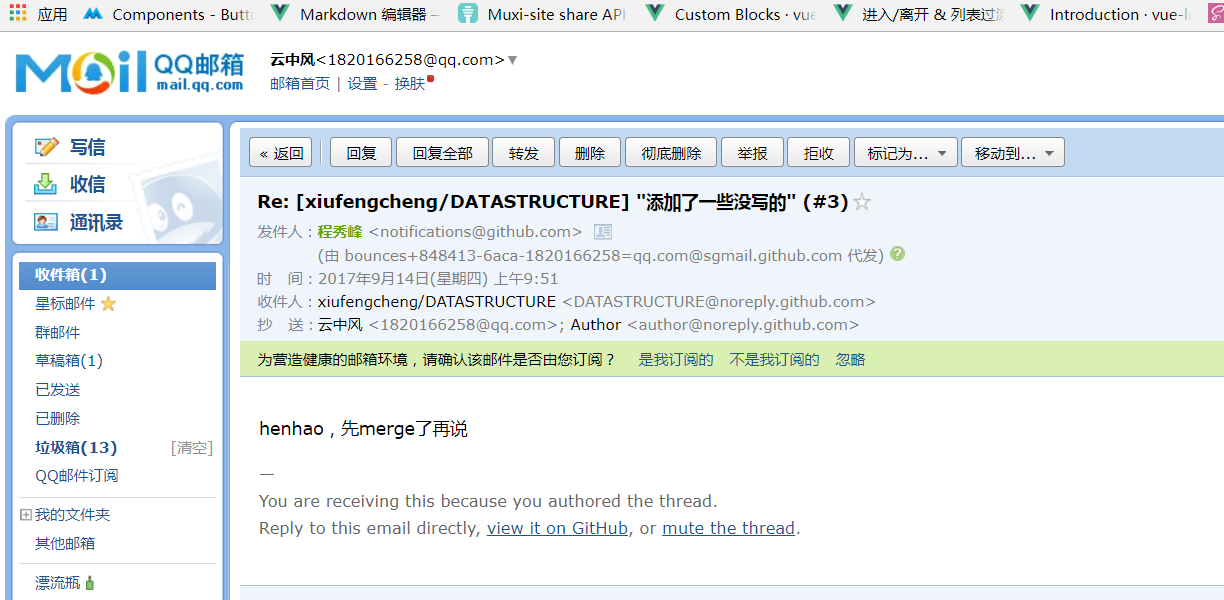 应用 Components - Butt Markdown 编辑器 – Muxi-site share API Custom Blocks · vue 进入/离开 & 列表过 Introduction · vue-l
Mail QQ邮箱 mail.qq.com
云中风<1820166258@qq.com>
邮箱首页 | 设置 - 换肤
写信
收信
通讯录
收件箱(1)
星标邮件
群邮件
草稿箱(1)
已发送
已删除
垃圾箱(13) [清空]
QQ邮件订阅
我的文件夹
其他邮箱
漂流瓶
« 返回 回复 回复全部 转发 删除 彻底删除 举报 拒收 标记为... 移动到...
Re: [xiufengcheng/DATASTRUCTURE] "添加了一些没写的" (#3)
发件人：程秀峰 <notifications@github.com>
(由 bounces+848413-6aca-1820166258=qq.com@sgmail.github.com 代发)
时 间：2017年9月14日(星期四) 上午9:51
收件人：xiufengcheng/DATASTRUCTURE <DATASTRUCTURE@noreply.github.com>
抄 送：云中风 <1820166258@qq.com>; Author <author@noreply.github.com>
为营造健康的邮箱环境，请确认该邮件是否由您订阅？ 是我订阅的 不是我订阅的 忽略
henhao，先merge了再说
—
You are receiving this because you authored the thread.
Reply to this email directly, view it on GitHub, or mute the thread.